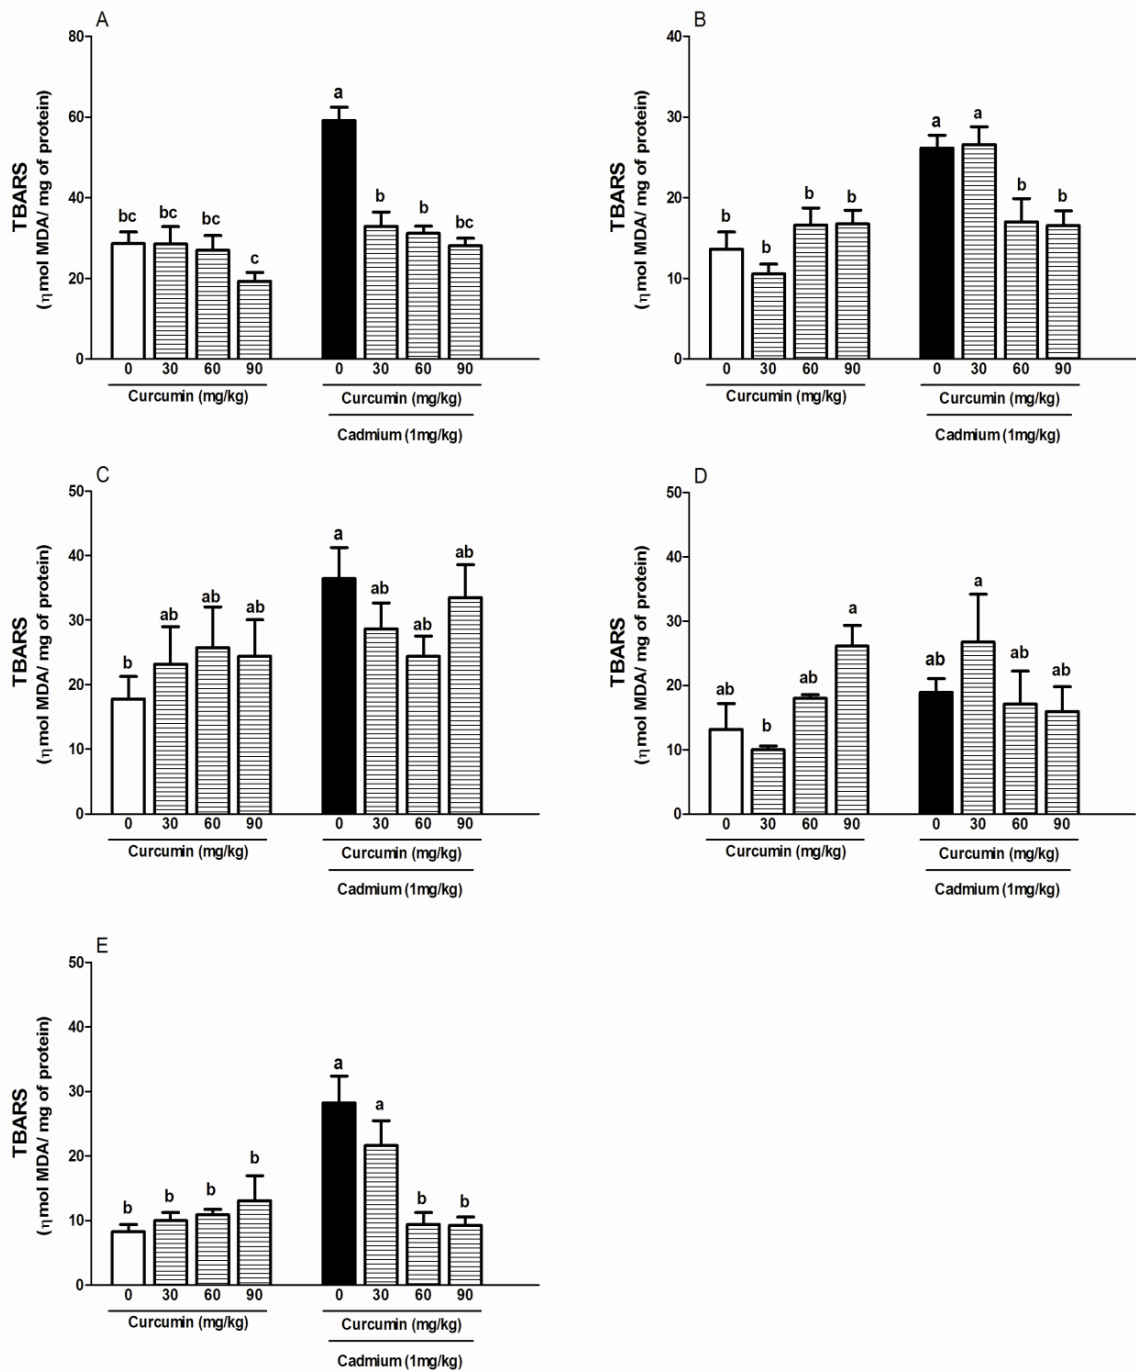 A
TBARS
(ηmol MDA/ mg of protein)
80
60
40
20
0
bc bc bc c a b b bc
0 30 60 90 0 30 60 90
Curcumin (mg/kg) Curcumin (mg/kg)
Cadmium (1mg/kg)
B
TBARS
(ηmol MDA/ mg of protein)
40
30
20
10
0
b b b b a a b b
0 30 60 90 0 30 60 90
Curcumin (mg/kg) Curcumin (mg/kg)
Cadmium (1mg/kg)
C
TBARS
(ηmol MDA/ mg of protein)
50
40
30
20
10
0
b ab ab ab a ab ab ab
0 30 60 90 0 30 60 90
Curcumin (mg/kg) Curcumin (mg/kg)
Cadmium (1mg/kg)
D
TBARS
(ηmol MDA/ mg of protein)
50
40
30
20
10
0
ab b ab a ab a ab ab
0 30 60 90 0 30 60 90
Curcumin (mg/kg) Curcumin (mg/kg)
Cadmium (1mg/kg)
E
TBARS
(ηmol MDA/ mg of protein)
50
40
30
20
10
0
b b b b a a b b
0 30 60 90 0 30 60 90
Curcumin (mg/kg) Curcumin (mg/kg)
Cadmium (1mg/kg)